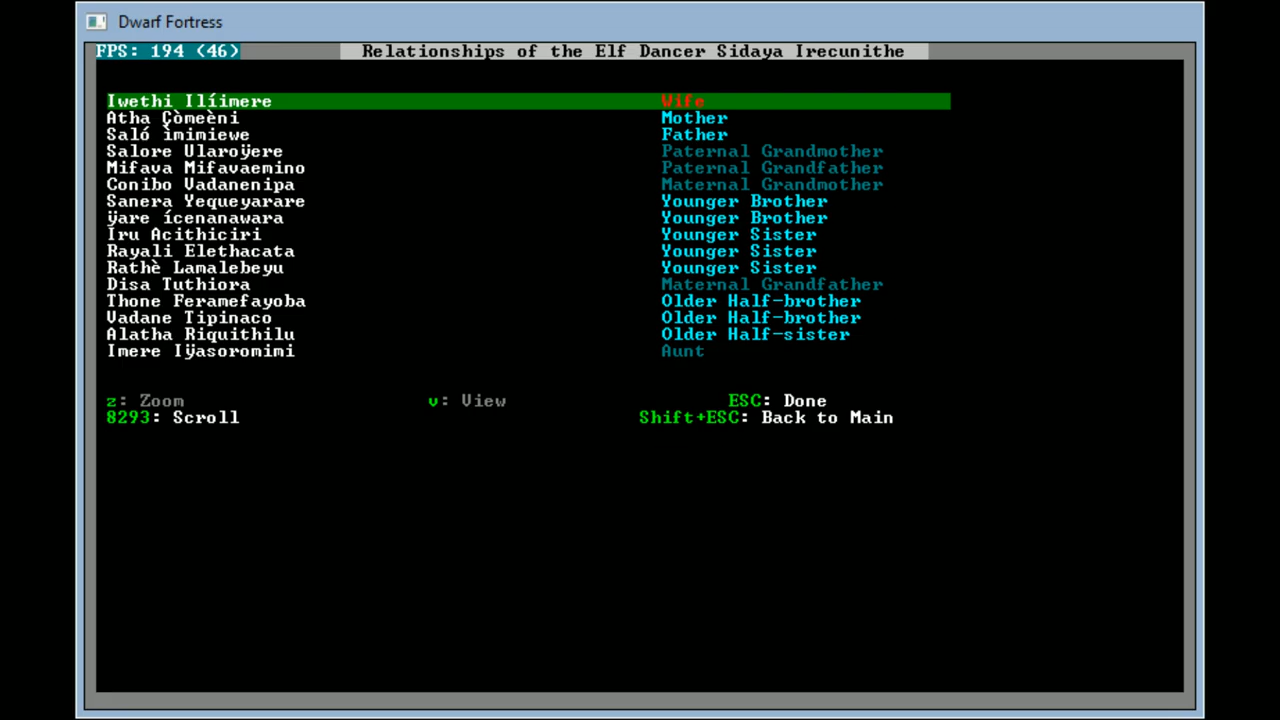 Dwarf Fortress
FPS: 194 (46) Relationships of the Elf Dancer Sidaya Irecunithe
Iwethi Ilíimere Wife
Atha Çòmeèni Mother
Saló ìmimiewe Father
Salore Ularoÿere Paternal Grandmother
Mifava Mifavaemino Paternal Grandfather
Conibo Vadanenipa Maternal Grandmother
Sanera Yequeyarare Younger Brother
ÿare ícenanawara Younger Brother
Íru Acithiciri Younger Sister
Rayali Elethacata Younger Sister
Rathè Lamalebeyu Younger Sister
Disa Tuthiora Maternal Grandfather
Thone Feramefayoba Older Half-brother
Vadane Tipinaco Older Half-brother
Alatha Riquithilu Older Half-sister
Imere Iÿasoromimi Aunt
z: Zoom v: View ESC: Done
8293: Scroll Shift+ESC: Back to Main